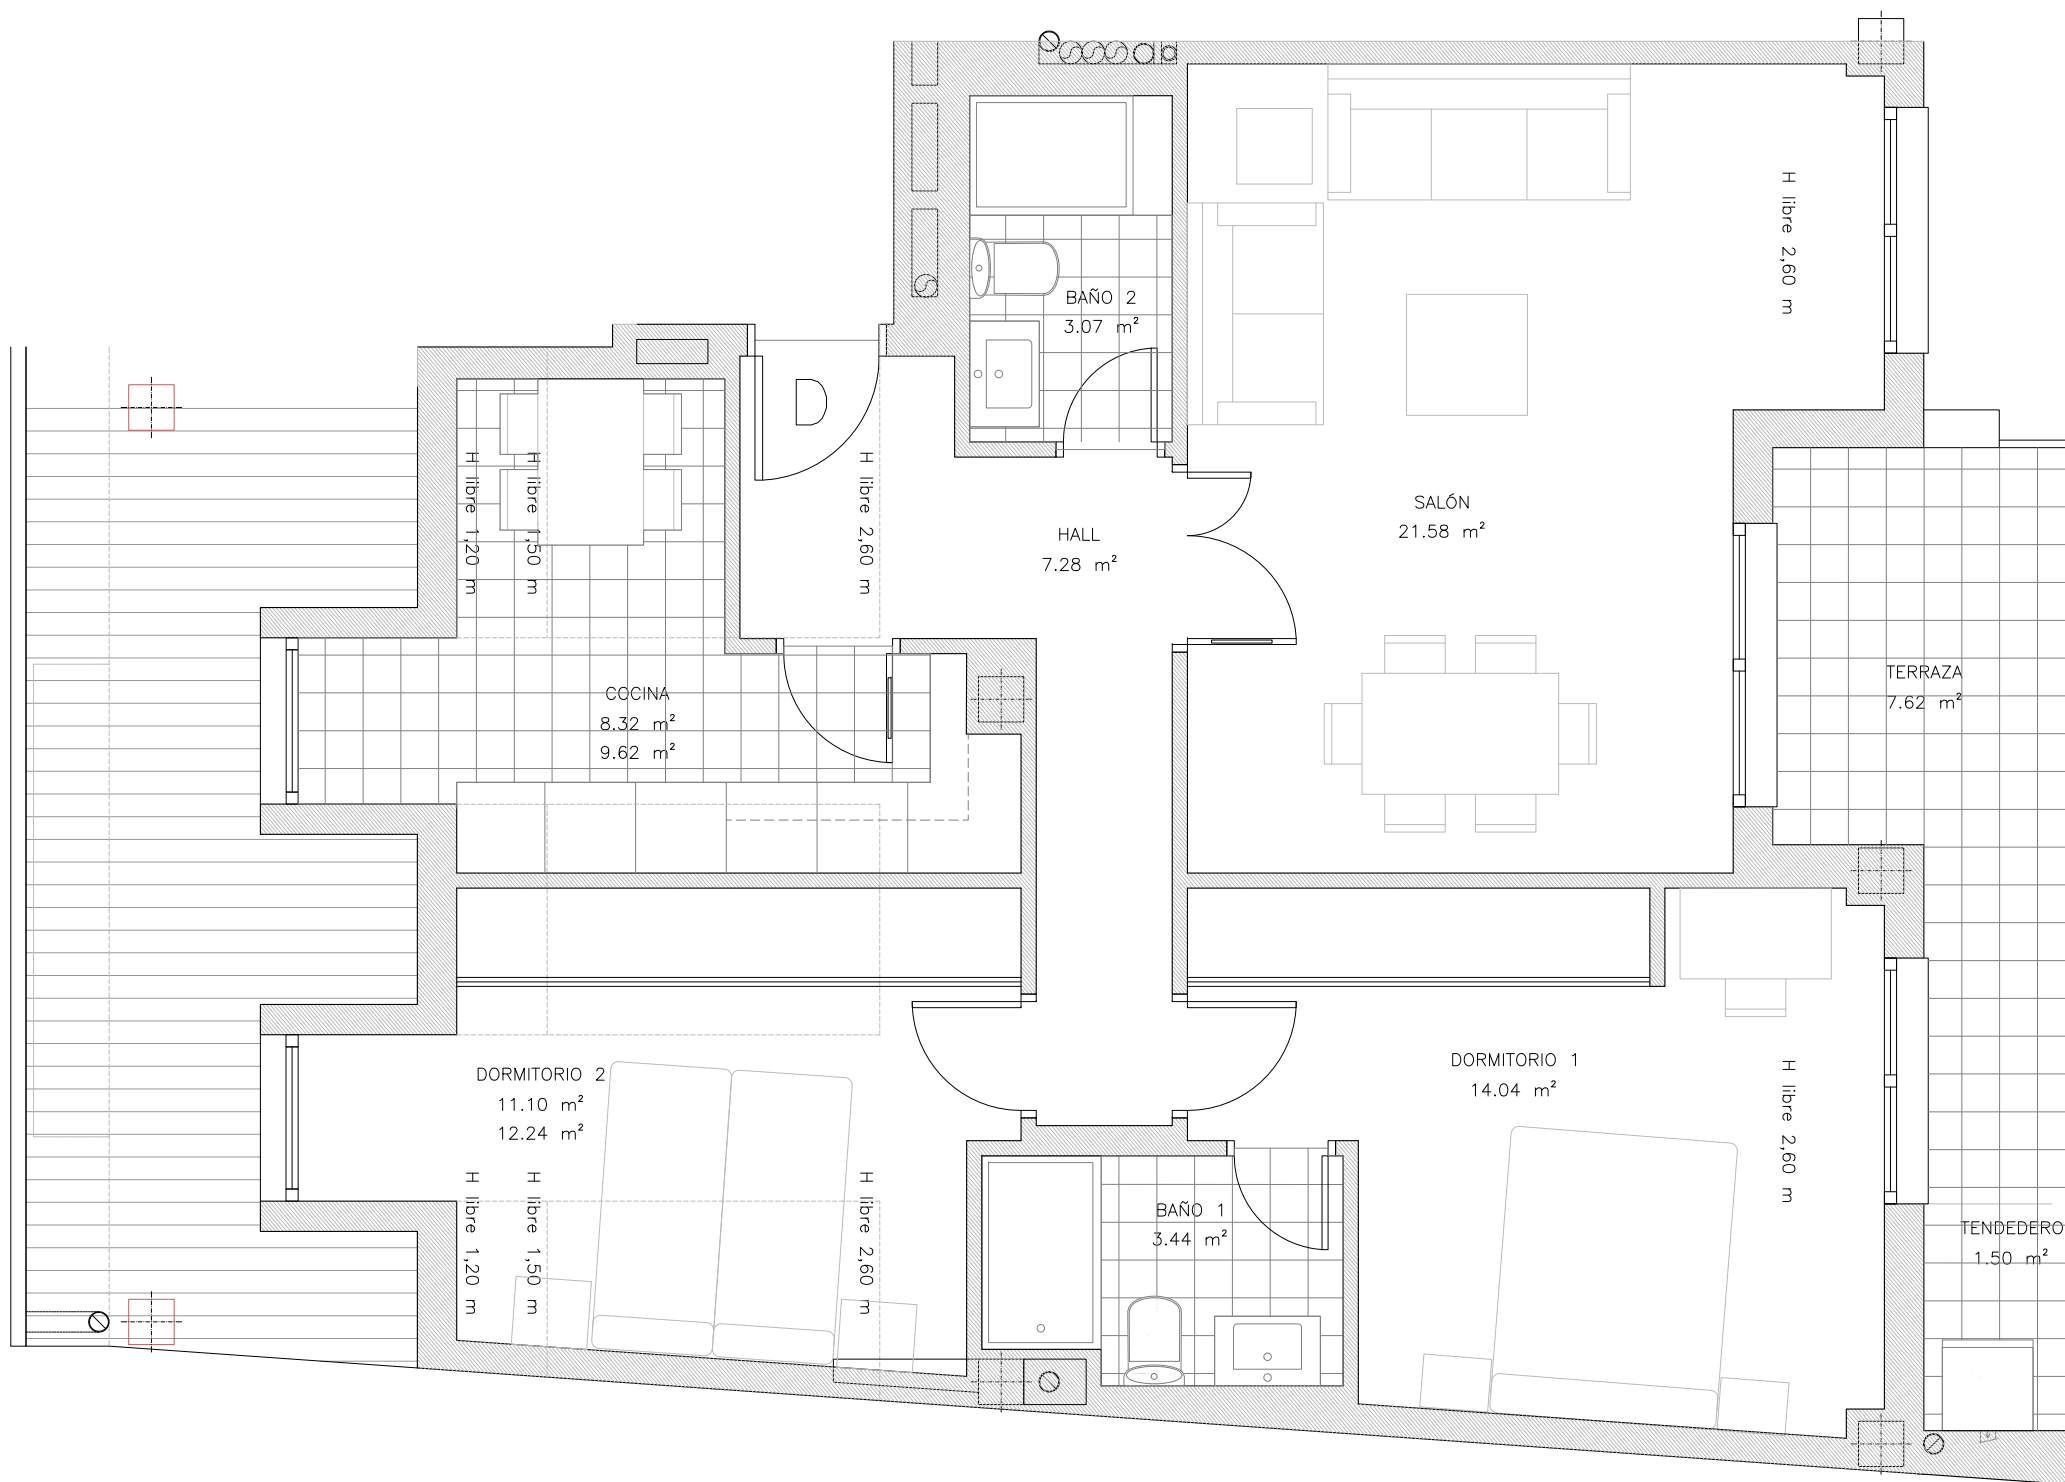 BAÑO 2
3.07 m²
H libre 2,60 m
D
H libre 1,20 m
H libre 1,50 m
H libre 2,60 m
HALL
7.28 m²
SALÓN
21.58 m²
COCINA
8.32 m²
9.62 m²
TERRAZA
7.62 m²
DORMITORIO 2
11.10 m²
12.24 m²
DORMITORIO 1
14.04 m²
H libre 2,60 m
H libre 1,20 m
H libre 1,50 m
H libre 2,60 m
BAÑO 1
3.44 m²
TENDEDERO
1.50 m²